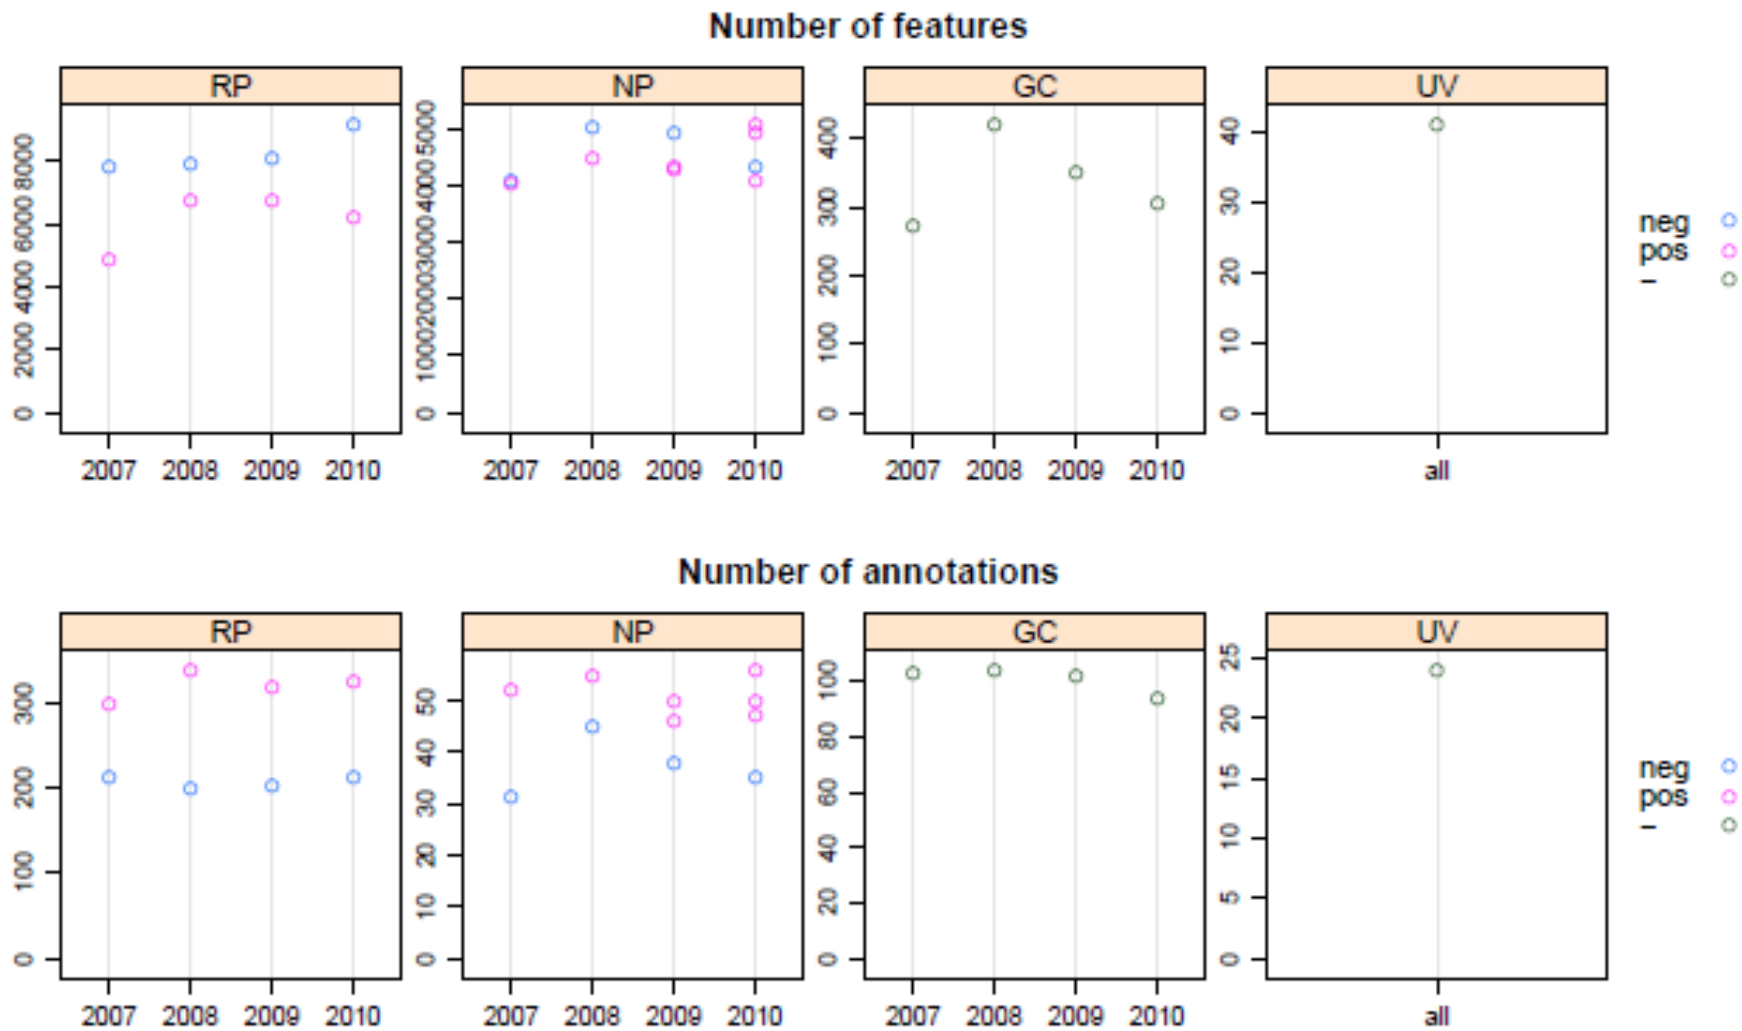 Number of features
RP NP GC UV
0 2000 4000 6000 8000
0 1000 2000 3000 4000 5000
0 100 200 300 400
0 10 20 30 40
2007 2008 2009 2010
2007 2008 2009 2010
2007 2008 2009 2010
all
neg
pos
–
Number of annotations
RP NP GC UV
0 100 200 300
0 10 20 30 40 50
0 20 40 60 80 100
0 5 10 15 20 25
2007 2008 2009 2010
2007 2008 2009 2010
2007 2008 2009 2010
all
neg
pos
–